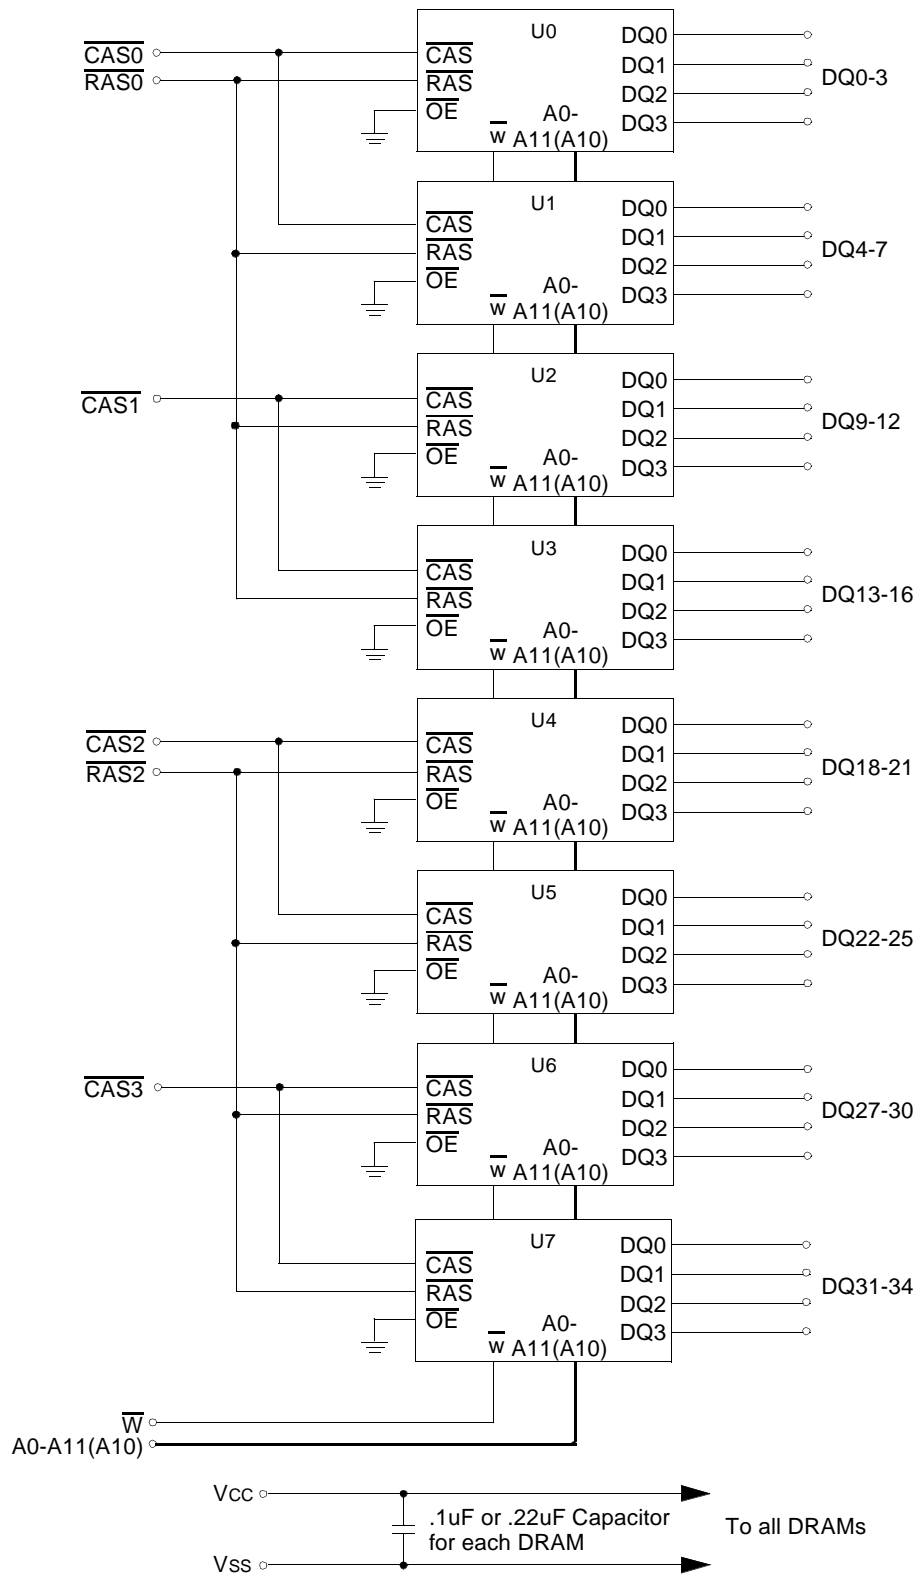 U0
DQ0
CAS0
CAS
DQ1
DQ0-3
RAS0
RAS
DQ2
OE
A0-
DQ3
W
A11(A10)
U1
DQ0
CAS
DQ1
DQ4-7
RAS
DQ2
OE
A0-
DQ3
W
A11(A10)
U2
DQ0
CAS1
CAS
DQ1
DQ9-12
RAS
DQ2
OE
A0-
DQ3
W
A11(A10)
U3
DQ0
CAS
DQ1
DQ13-16
RAS
DQ2
OE
A0-
DQ3
W
A11(A10)
U4
DQ0
CAS2
CAS
DQ1
DQ18-21
RAS2
RAS
DQ2
OE
A0-
DQ3
W
A11(A10)
U5
DQ0
CAS
DQ1
DQ22-25
RAS
DQ2
OE
A0-
DQ3
W
A11(A10)
U6
DQ0
CAS3
CAS
DQ1
DQ27-30
RAS
DQ2
OE
A0-
DQ3
W
A11(A10)
U7
DQ0
CAS
DQ1
DQ31-34
RAS
DQ2
OE
A0-
DQ3
W
A11(A10)
W
A0-A11(A10)
Vcc
.1uF or .22uF Capacitor
for each DRAM
To all DRAMs
Vss